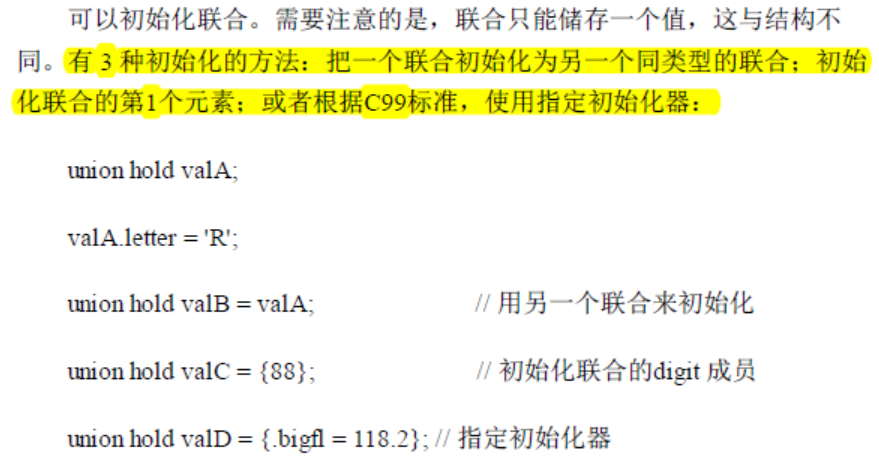 可以初始化联合。需要注意的是，联合只能储存一个值，这与结构不
同。有 3 种初始化的方法：把一个联合初始化为另一个同类型的联合；初始
化联合的第1个元素；或者根据C99标准，使用指定初始化器：
union hold valA;
valA.letter = 'R';
union hold valB = valA; // 用另一个联合来初始化
union hold valC = {88}; // 初始化联合的digit 成员
union hold valD = {.bigfl = 118.2}; // 指定初始化器